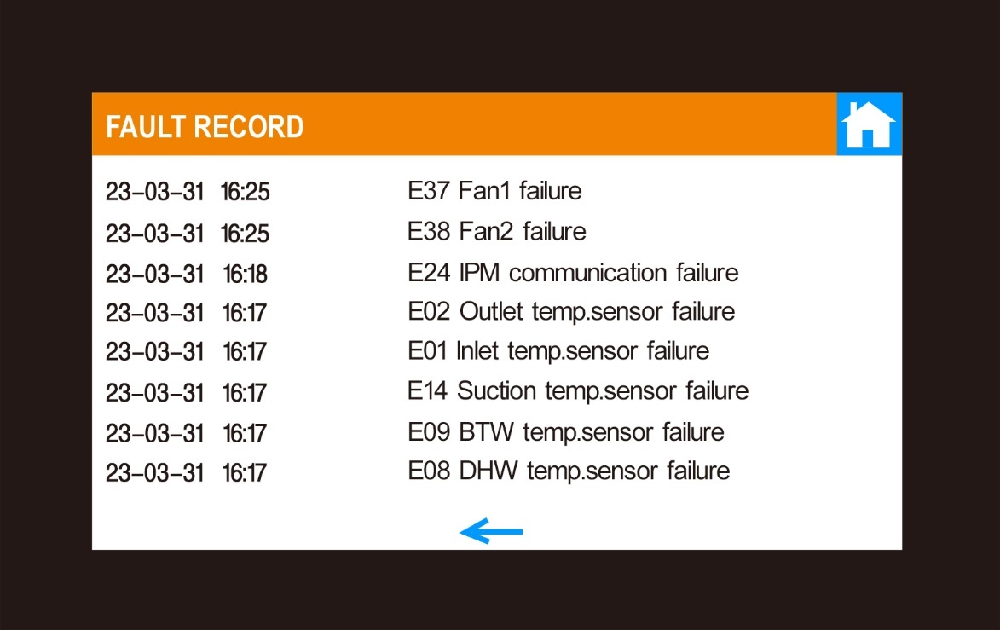 FAULT RECORD
23-03-31 16:25 E37 Fan1 failure
23-03-31 16:25 E38 Fan2 failure
23-03-31 16:18 E24 IPM communication failure
23-03-31 16:17 E02 Outlet temp.sensor failure
23-03-31 16:17 E01 Inlet temp.sensor failure
23-03-31 16:17 E14 Suction temp.sensor failure
23-03-31 16:17 E09 BTW temp.sensor failure
23-03-31 16:17 E08 DHW temp.sensor failure